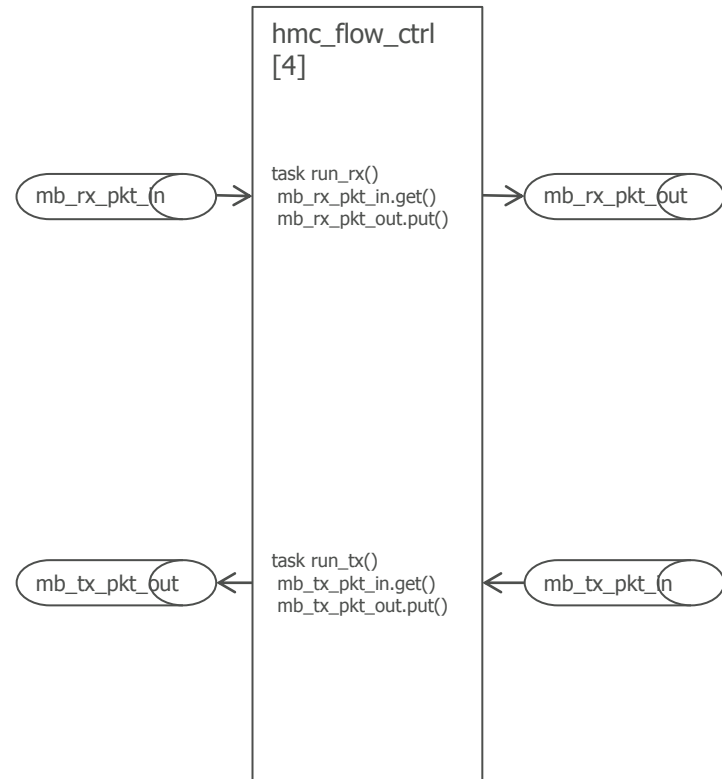 hmc_flow_ctrl
[4]
task run_rx()
mb_rx_pkt_in.get()
mb_rx_pkt_out.put()
mb_rx_pkt_in
mb_rx_pkt_out
task run_tx()
mb_tx_pkt_in.get()
mb_tx_pkt_out.put()
mb_tx_pkt_out
mb_tx_pkt_in